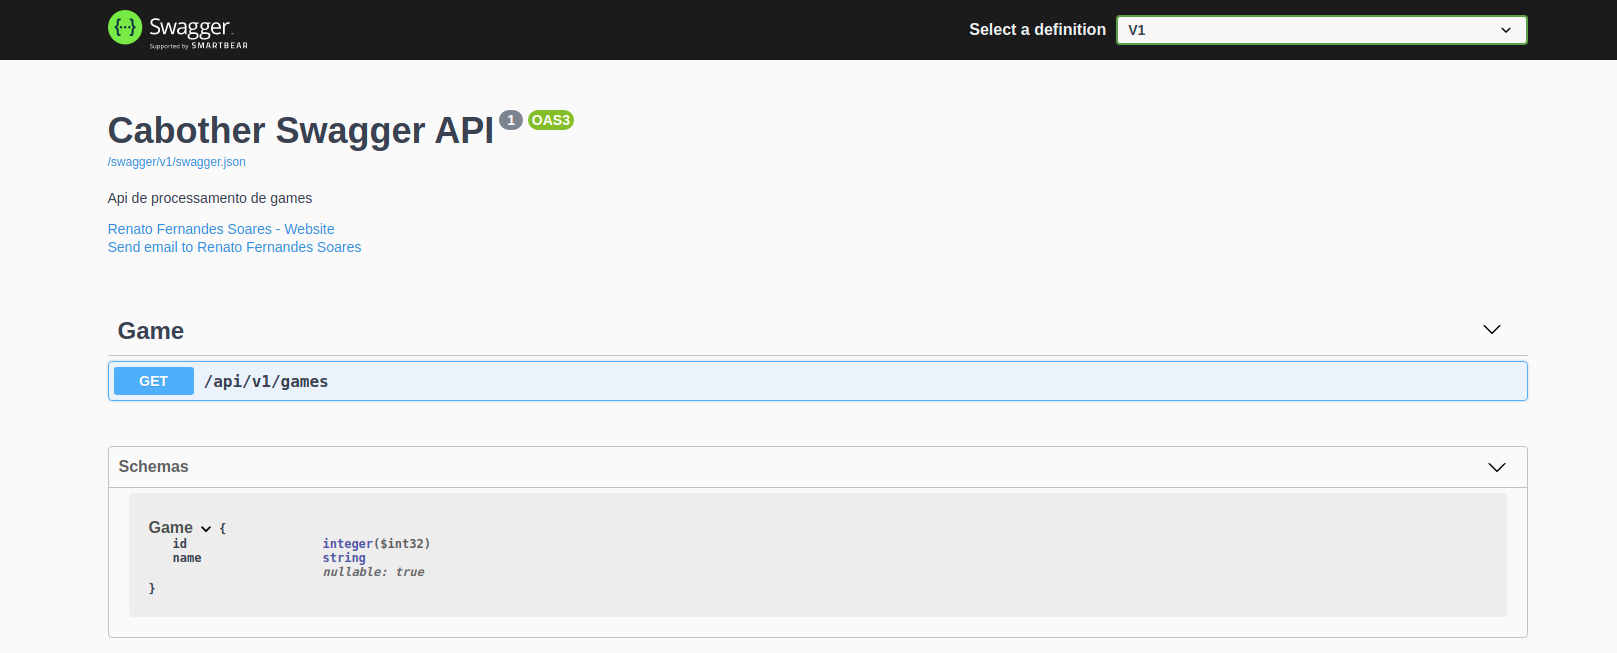 {...} Swagger
Supported by SMARTBEAR
Select a definition
V1
Cabother Swagger API 1 OAS3
/swagger/v1/swagger.json
Api de processamento de games
Renato Fernandes Soares - Website
Send email to Renato Fernandes Soares
Game
GET /api/v1/games
Schemas
Game {
id integer($int32)
name string
nullable: true
}